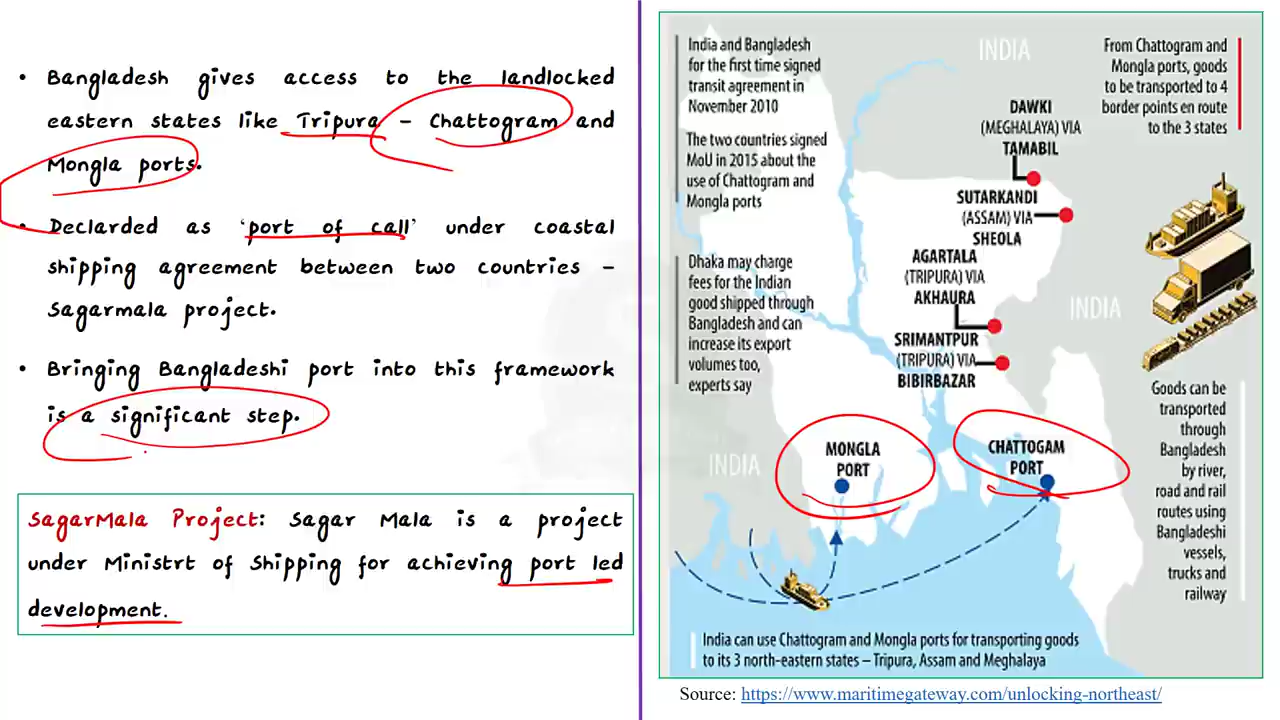 • Bangladesh gives access to the landlocked
eastern states like Tripura – Chattogram and
Mongla ports.
• Declarded as 'port of call' under coastal
shipping agreement between two countries –
Sagarmala project.
• Bringing Bangladeshi port into this framework
is a significant step.
SagarMala Project: Sagar Mala is a project
under Ministrt of Shipping for achieving port led
development.
India and Bangladesh
for the first time signed
transit agreement in
November 2010
The two countries signed
MoU in 2015 about the
use of Chattogram and
Mongla ports
Dhaka may charge
fees for the Indian
good shipped through
Bangladesh and can
increase its export
volumes too,
experts say
INDIA
From Chattogram and
Mongla ports, goods
to be transported to 4
border points en route
to the 3 states
DAWKI
(MEGHALAYA) VIA
TAMABIL
SUTARKANDI
(ASSAM) VIA
SHEOLA
AGARTALA
(TRIPURA) VIA
AKHAURA
INDIA
SRIMANTPUR
(TRIPURA) VIA
BIBIRBAZAR
Goods can be
transported
through
Bangladesh
by river,
road and rail
routes using
Bangladeshi
vessels,
trucks and
railway
INDIA
MONGLA
PORT
CHATTOGAM
PORT
India can use Chattogram and Mongla ports for transporting goods
to its 3 north-eastern states – Tripura, Assam and Meghalaya
Source: https://www.maritimegateway.com/unlocking-northeast/